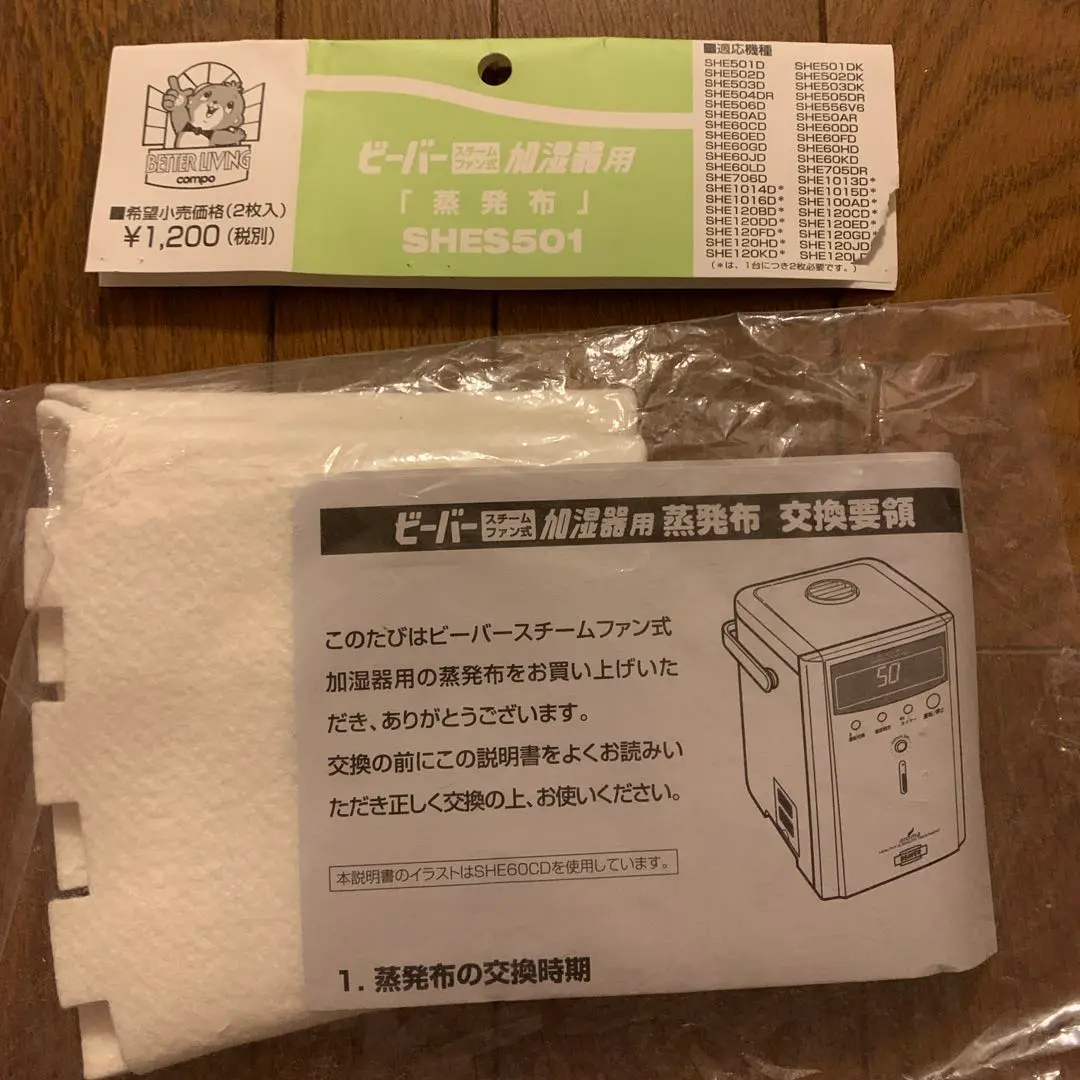 BETTER LIVING
compo
■希望小売価格(2枚入)
¥1,200(税別)
ビーバー スチームファン式 加湿器用
「蒸発布」
SHES501
■適応機種
SHE501D SHE501DK
SHE502D SHE502DK
SHE503D SHE503DK
SHE504DR SHE505DR
SHE506D SHE556V6
SHE50AD SHE50AR
SHE60CD SHE60DD
SHE60ED SHE60FD
SHE60GD SHE60HD
SHE60JD SHE60KD
SHE60LD SHE705DR
SHE706D SHE1013D*
SHE1014D* SHE1015D*
SHE1016D* SHE100AD*
SHE120BD* SHE120CD*
SHE120DD* SHE120ED*
SHE120FD* SHE120GD*
SHE120HD* SHE120JD
SHE120KD* SHE120LD
(*は、1台につき2枚必要です。)
ビーバー スチームファン式 加湿器用 蒸発布 交換要領
このたびはビーバースチームファン式
加湿器用の蒸発布をお買い上げいた
だき、ありがとうございます。
交換の前にこの説明書をよくお読みい
ただき正しく交換の上、お使いください。
50
aroma
BEAVER
本説明書のイラストはSHE60CDを使用しています。
1. 蒸発布の交換時期